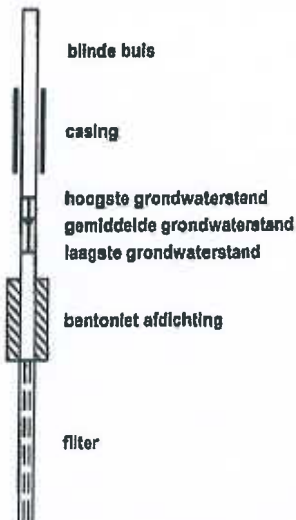 blinde buis
casing
hoogste grondwaterstand
gemiddelde grondwaterstand
laagste grondwaterstand
bentoniet afdichting
filter